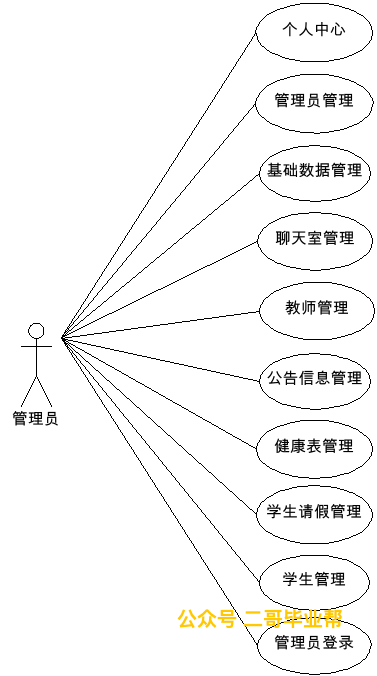 个人中心
管理员管理
基础数据管理
聊天室管理
教师管理
公告信息管理
管理员
健康表管理
学生请假管理
学生管理
公众号 二哥毕业帮
管理员登录